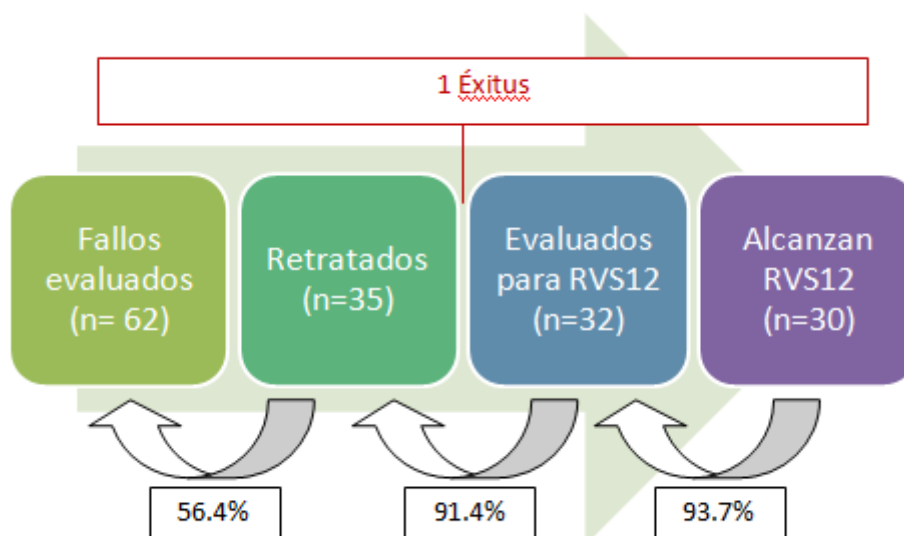 1 Éxitus
Fallos
evaluados
(n= 62)
Retratados
(n=35)
Evaluados
para RVS12
(n=32)
Alcanzan
RVS12
(n=30)
56.4%
91.4%
93.7%